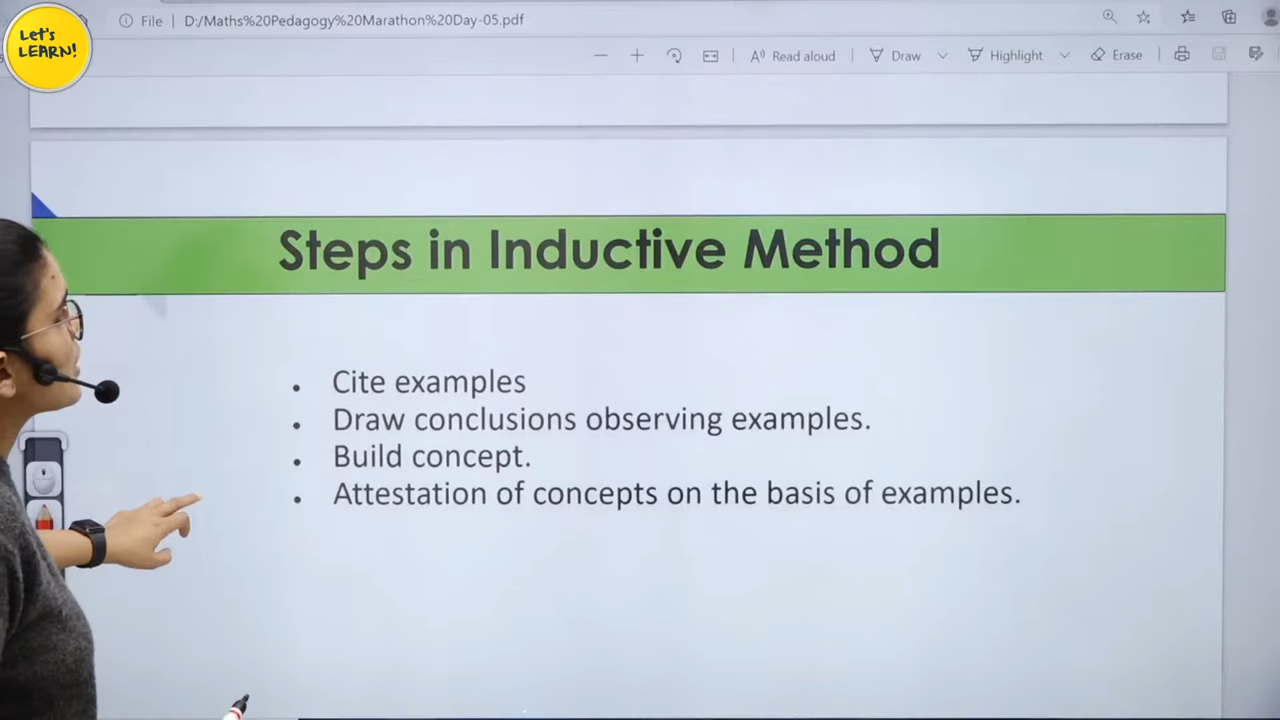 Let's
LEARN!
File D:/Maths%20Pedagogy%20Marathon%20Day-05.pdf
Read aloud Draw Highlight Erase
Steps in Inductive Method
Cite examples
Draw conclusions observing examples.
Build concept.
Attestation of concepts on the basis of examples.